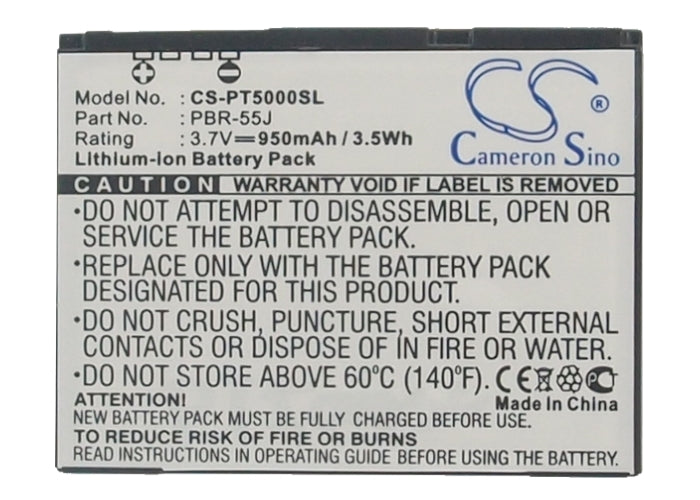 Model No. : CS-PT5000SL
Part No. : PBR-55J
Rating : 3.7V⎓950mAh / 3.5Wh
Lithium-Ion Battery Pack
CS ®
Cameron Sino
CAUTION WARRANTY VOID IF LABEL IS REMOVED
•DO NOT ATTEMPT TO DISASSEMBLE, OPEN OR
SERVICE THE BATTERY PACK.
•REPLACE ONLY WITH THE BATTERY PACK
DESIGNATED FOR THIS PRODUCT.
•DO NOT CRUSH, PUNCTURE, SHORT EXTERNAL
CONTACTS OR DISPOSE OF IN FIRE OR WATER.
•DO NOT STORE ABOVE 60°C (140°F). CE
Made In China
ATTENTION!
NEW BATTERY PACK MUST BE FULLY CHARGED BEFORE USE
TO REDUCE RISK OF FIRE OR BURNS
READ INSTRUCTIONS IN OPERATING GUIDE BEFORE USE.